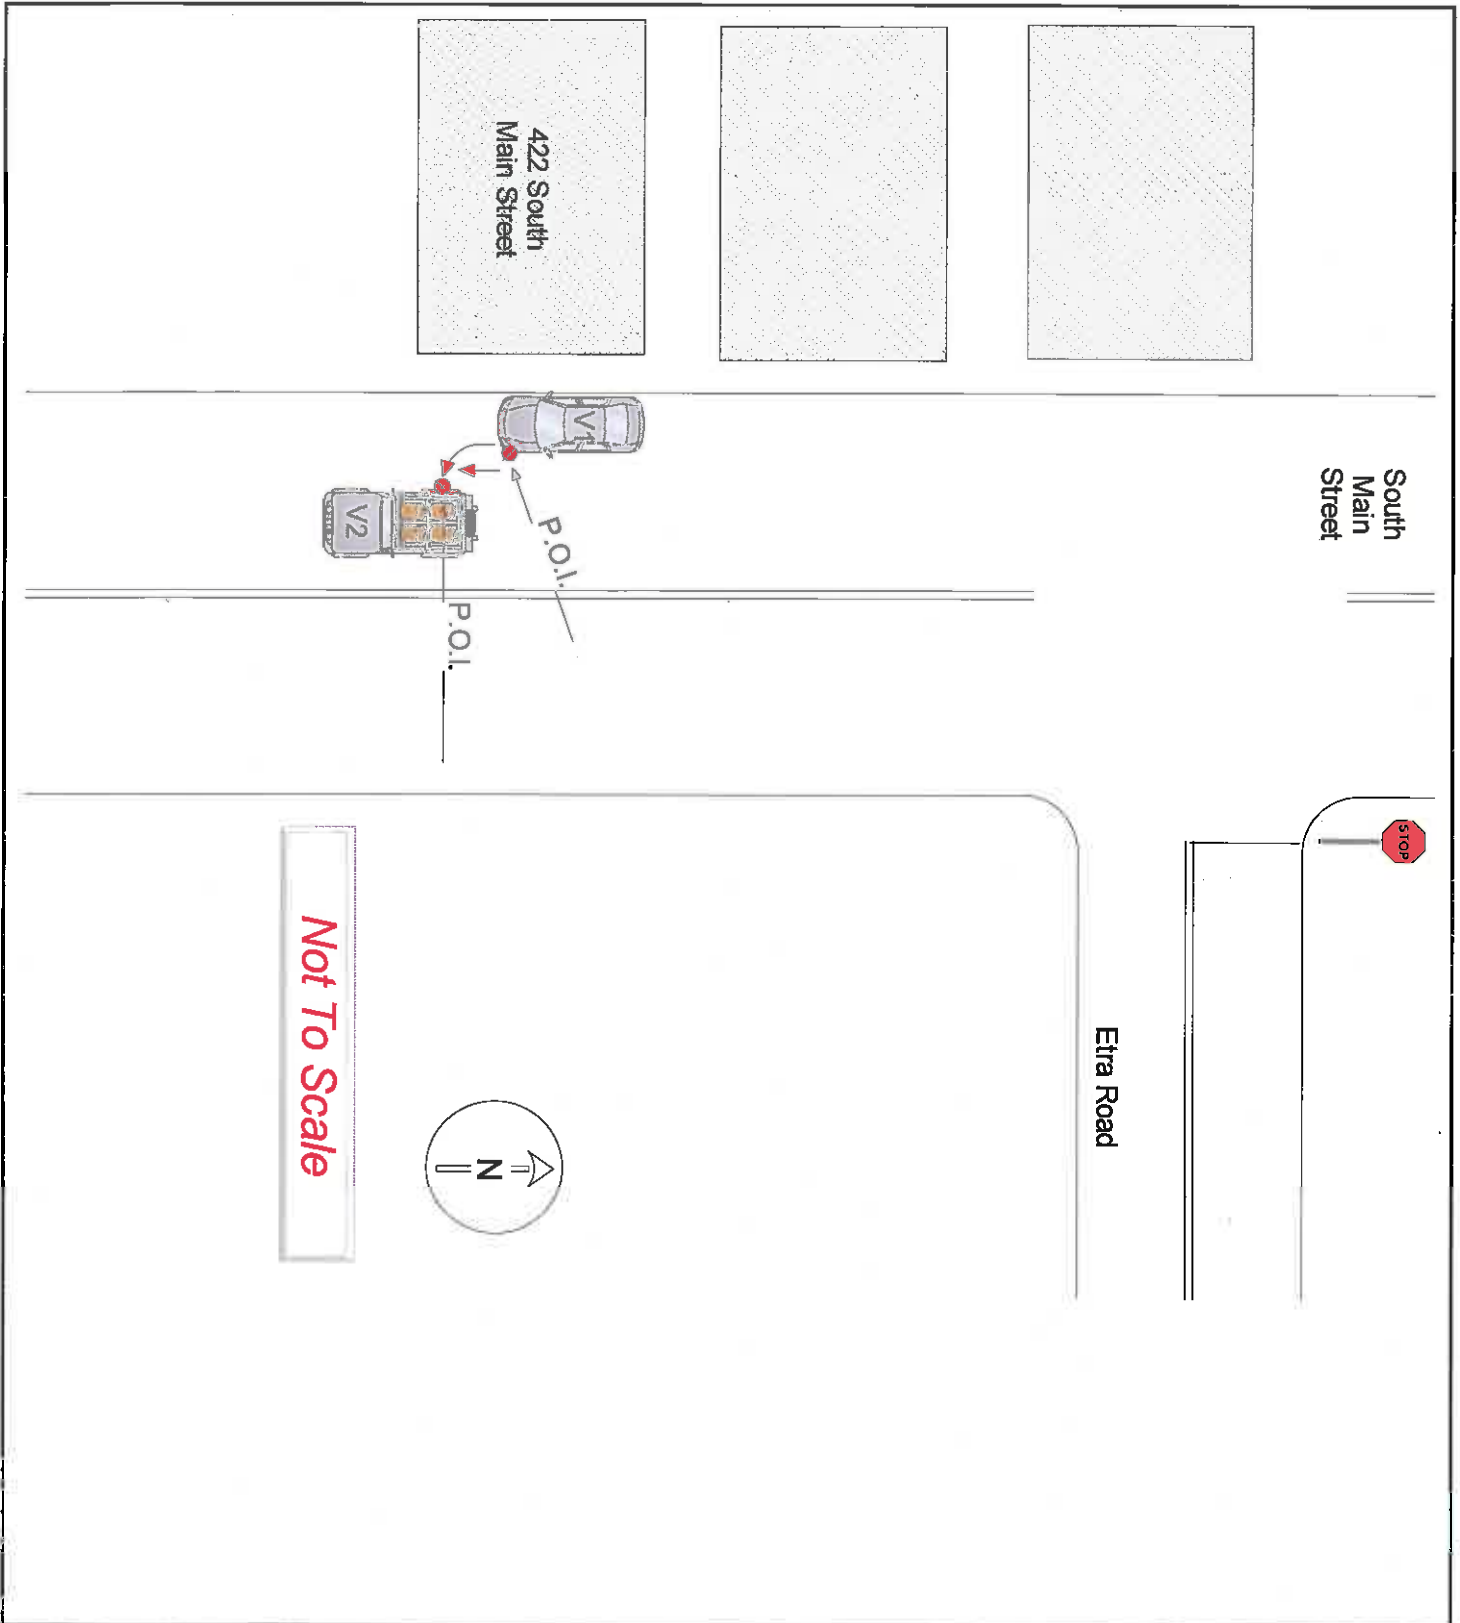 South
Main
Street
STOP
Etra Road
422 South
Main Street
V1
P.O.I.
V2
P.O.I.
N
Not To Scale